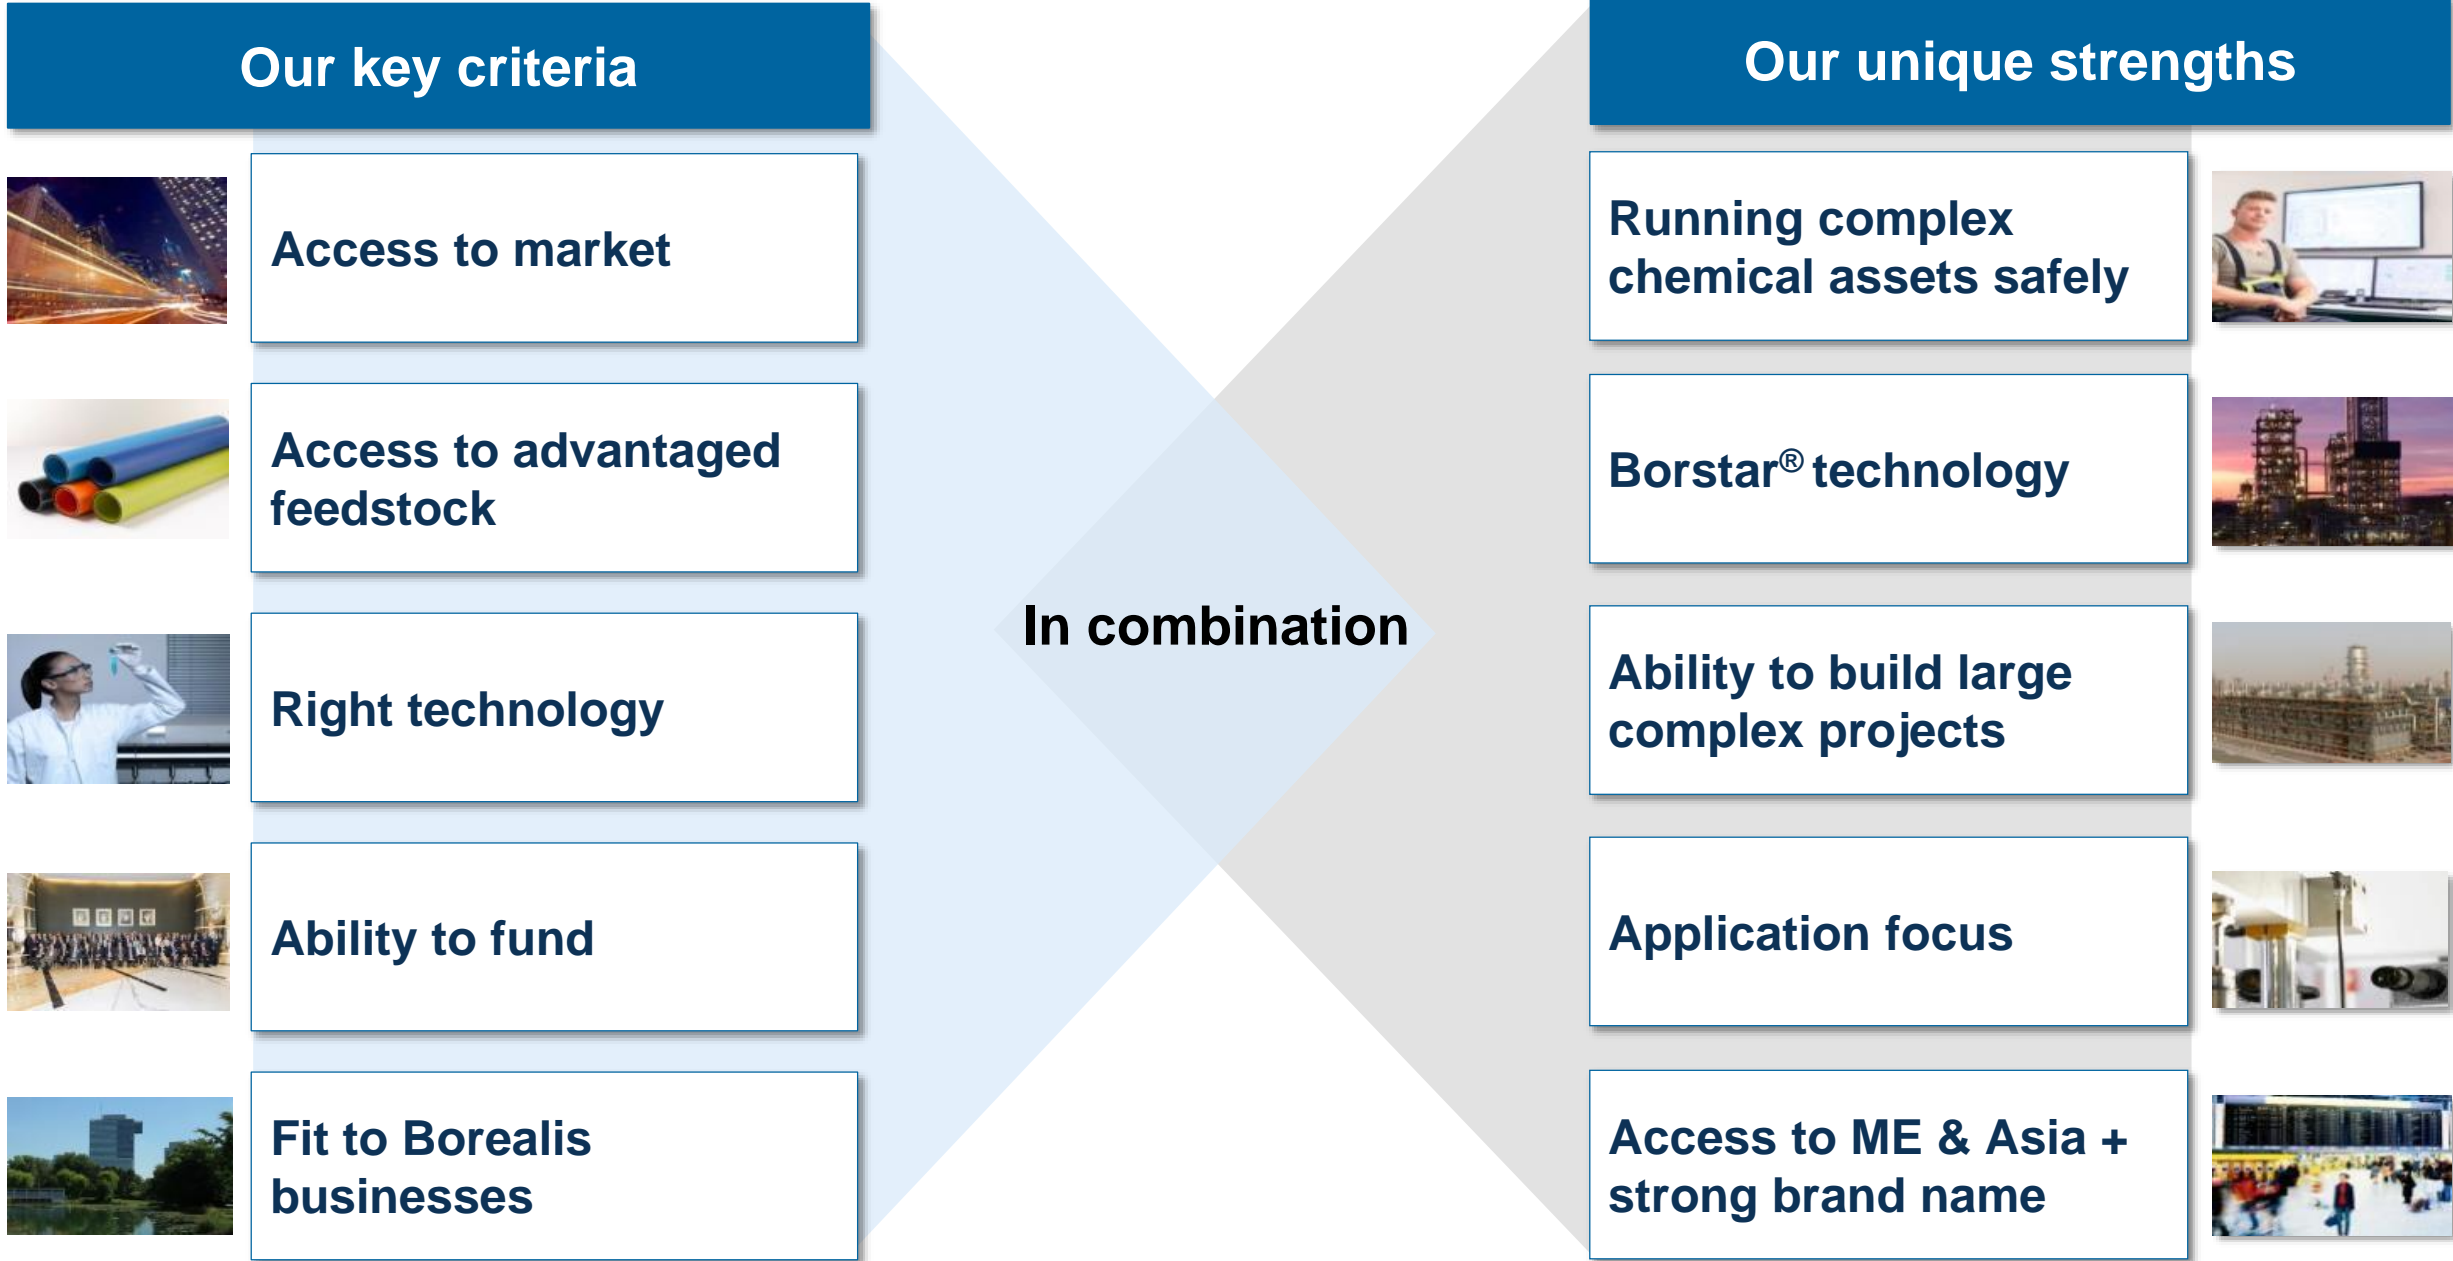 Our key criteria
Access to market
Access to advantaged
feedstock
Right technology
Ability to fund
Fit to Borealis
businesses
In combination
Our unique strengths
Running complex
chemical assets safely
Borstar® technology
Ability to build large
complex projects
Application focus
Access to ME & Asia +
strong brand name